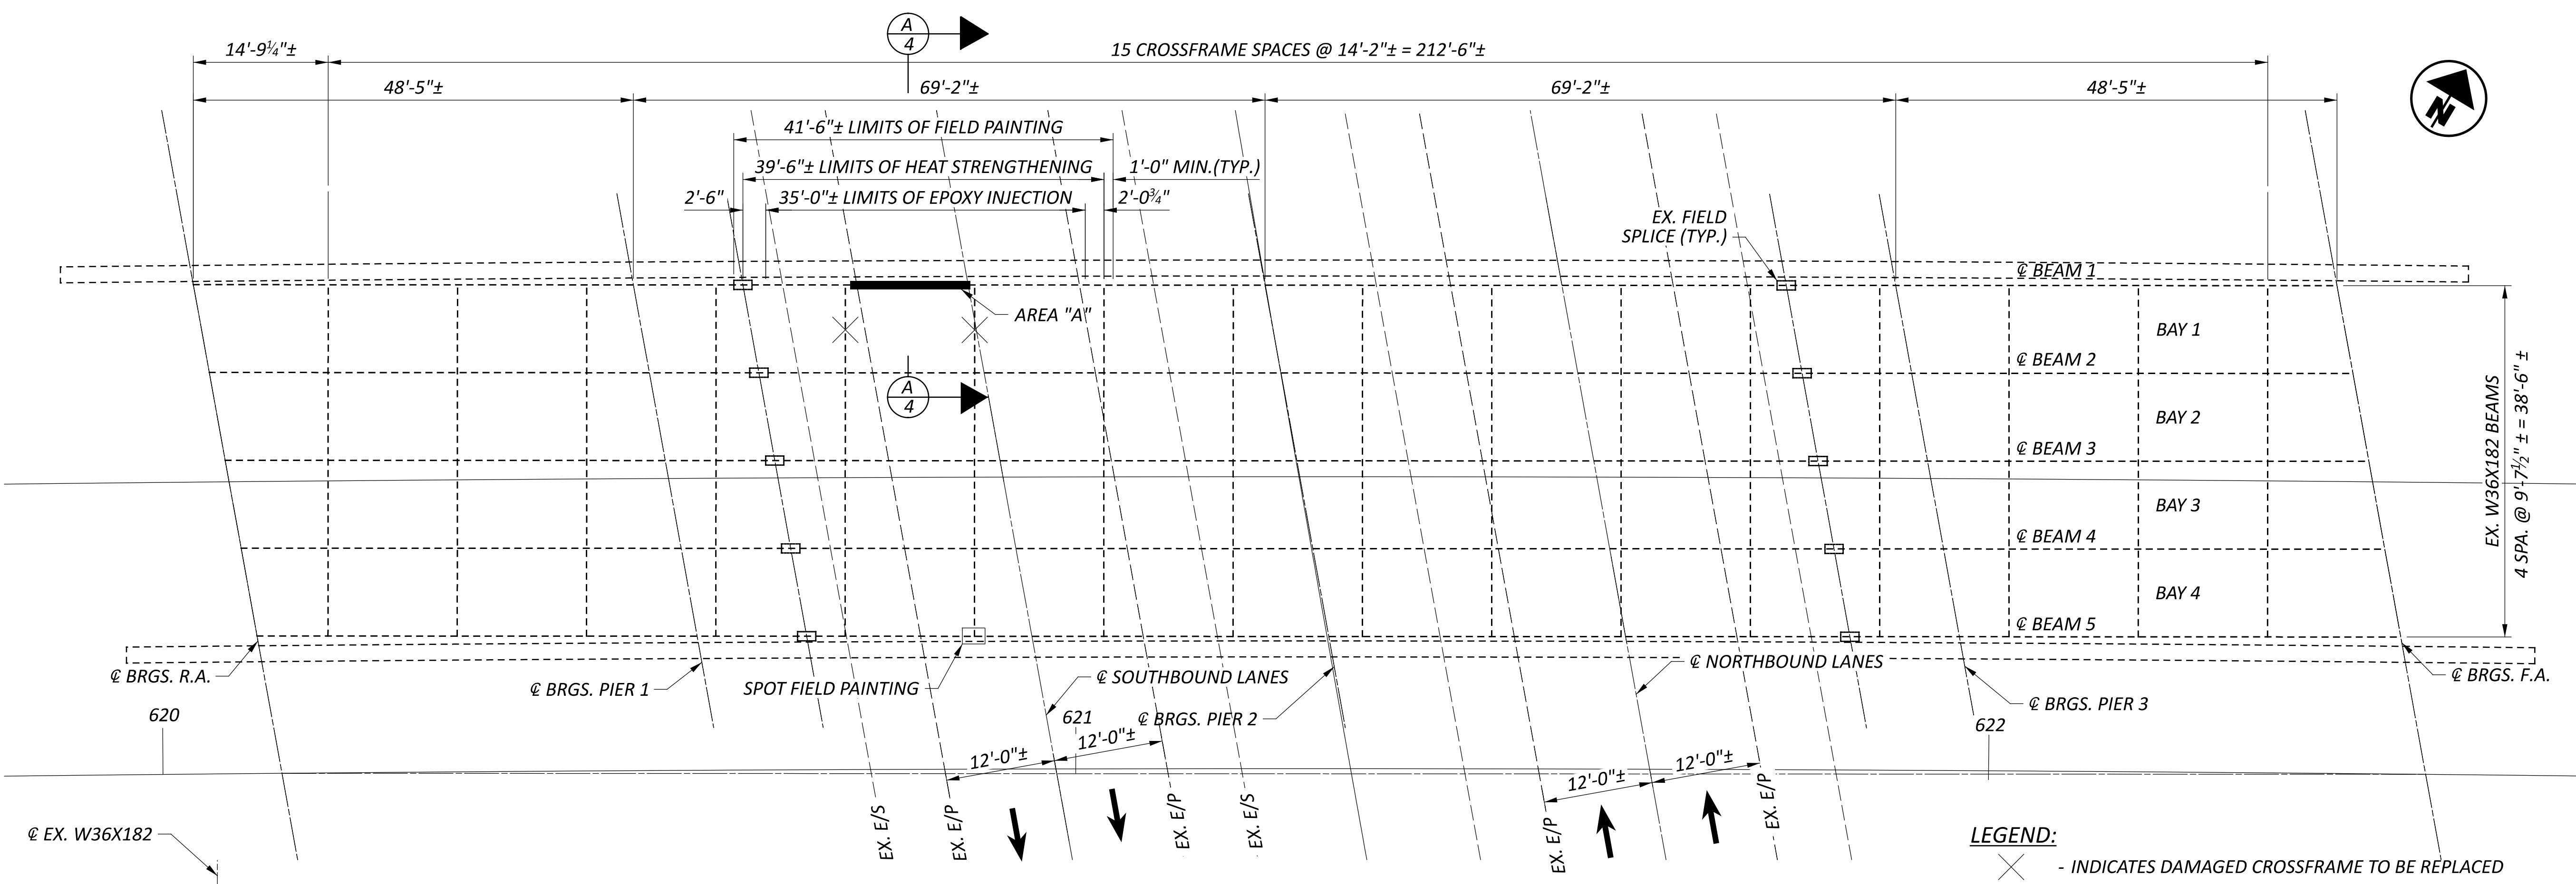 A
4
14'-9¼"±
15 CROSSFRAME SPACES @ 14'-2"± = 212'-6"±
48'-5"±
69'-2"±
69'-2"±
48'-5"±
N
41'-6"± LIMITS OF FIELD PAINTING
39'-6"± LIMITS OF HEAT STRENGTHENING
1'-0" MIN.(TYP.)
2'-6"
35'-0"± LIMITS OF EPOXY INJECTION
2'-0¾"
EX. FIELD
SPLICE (TYP.)
℄ BEAM 1
AREA "A"
BAY 1
℄ BEAM 2
A
4
BAY 2
℄ BEAM 3
EX. W36X182 BEAMS
4 SPA. @ 9'-7½" ± = 38'-6" ±
BAY 3
℄ BEAM 4
BAY 4
℄ BEAM 5
℄ BRGS. R.A.
℄ BRGS. PIER 1
SPOT FIELD PAINTING
℄ SOUTHBOUND LANES
℄ NORTHBOUND LANES
℄ BRGS. F.A.
620
621
℄ BRGS. PIER 2
℄ BRGS. PIER 3
622
12'-0"±
12'-0"±
12'-0"±
12'-0"±
EX. E/S
EX. E/P
EX. E/P
EX. E/S
EX. E/P
EX. E/P
℄ EX. W36X182
LEGEND:
- INDICATES DAMAGED CROSSFRAME TO BE REPLACED